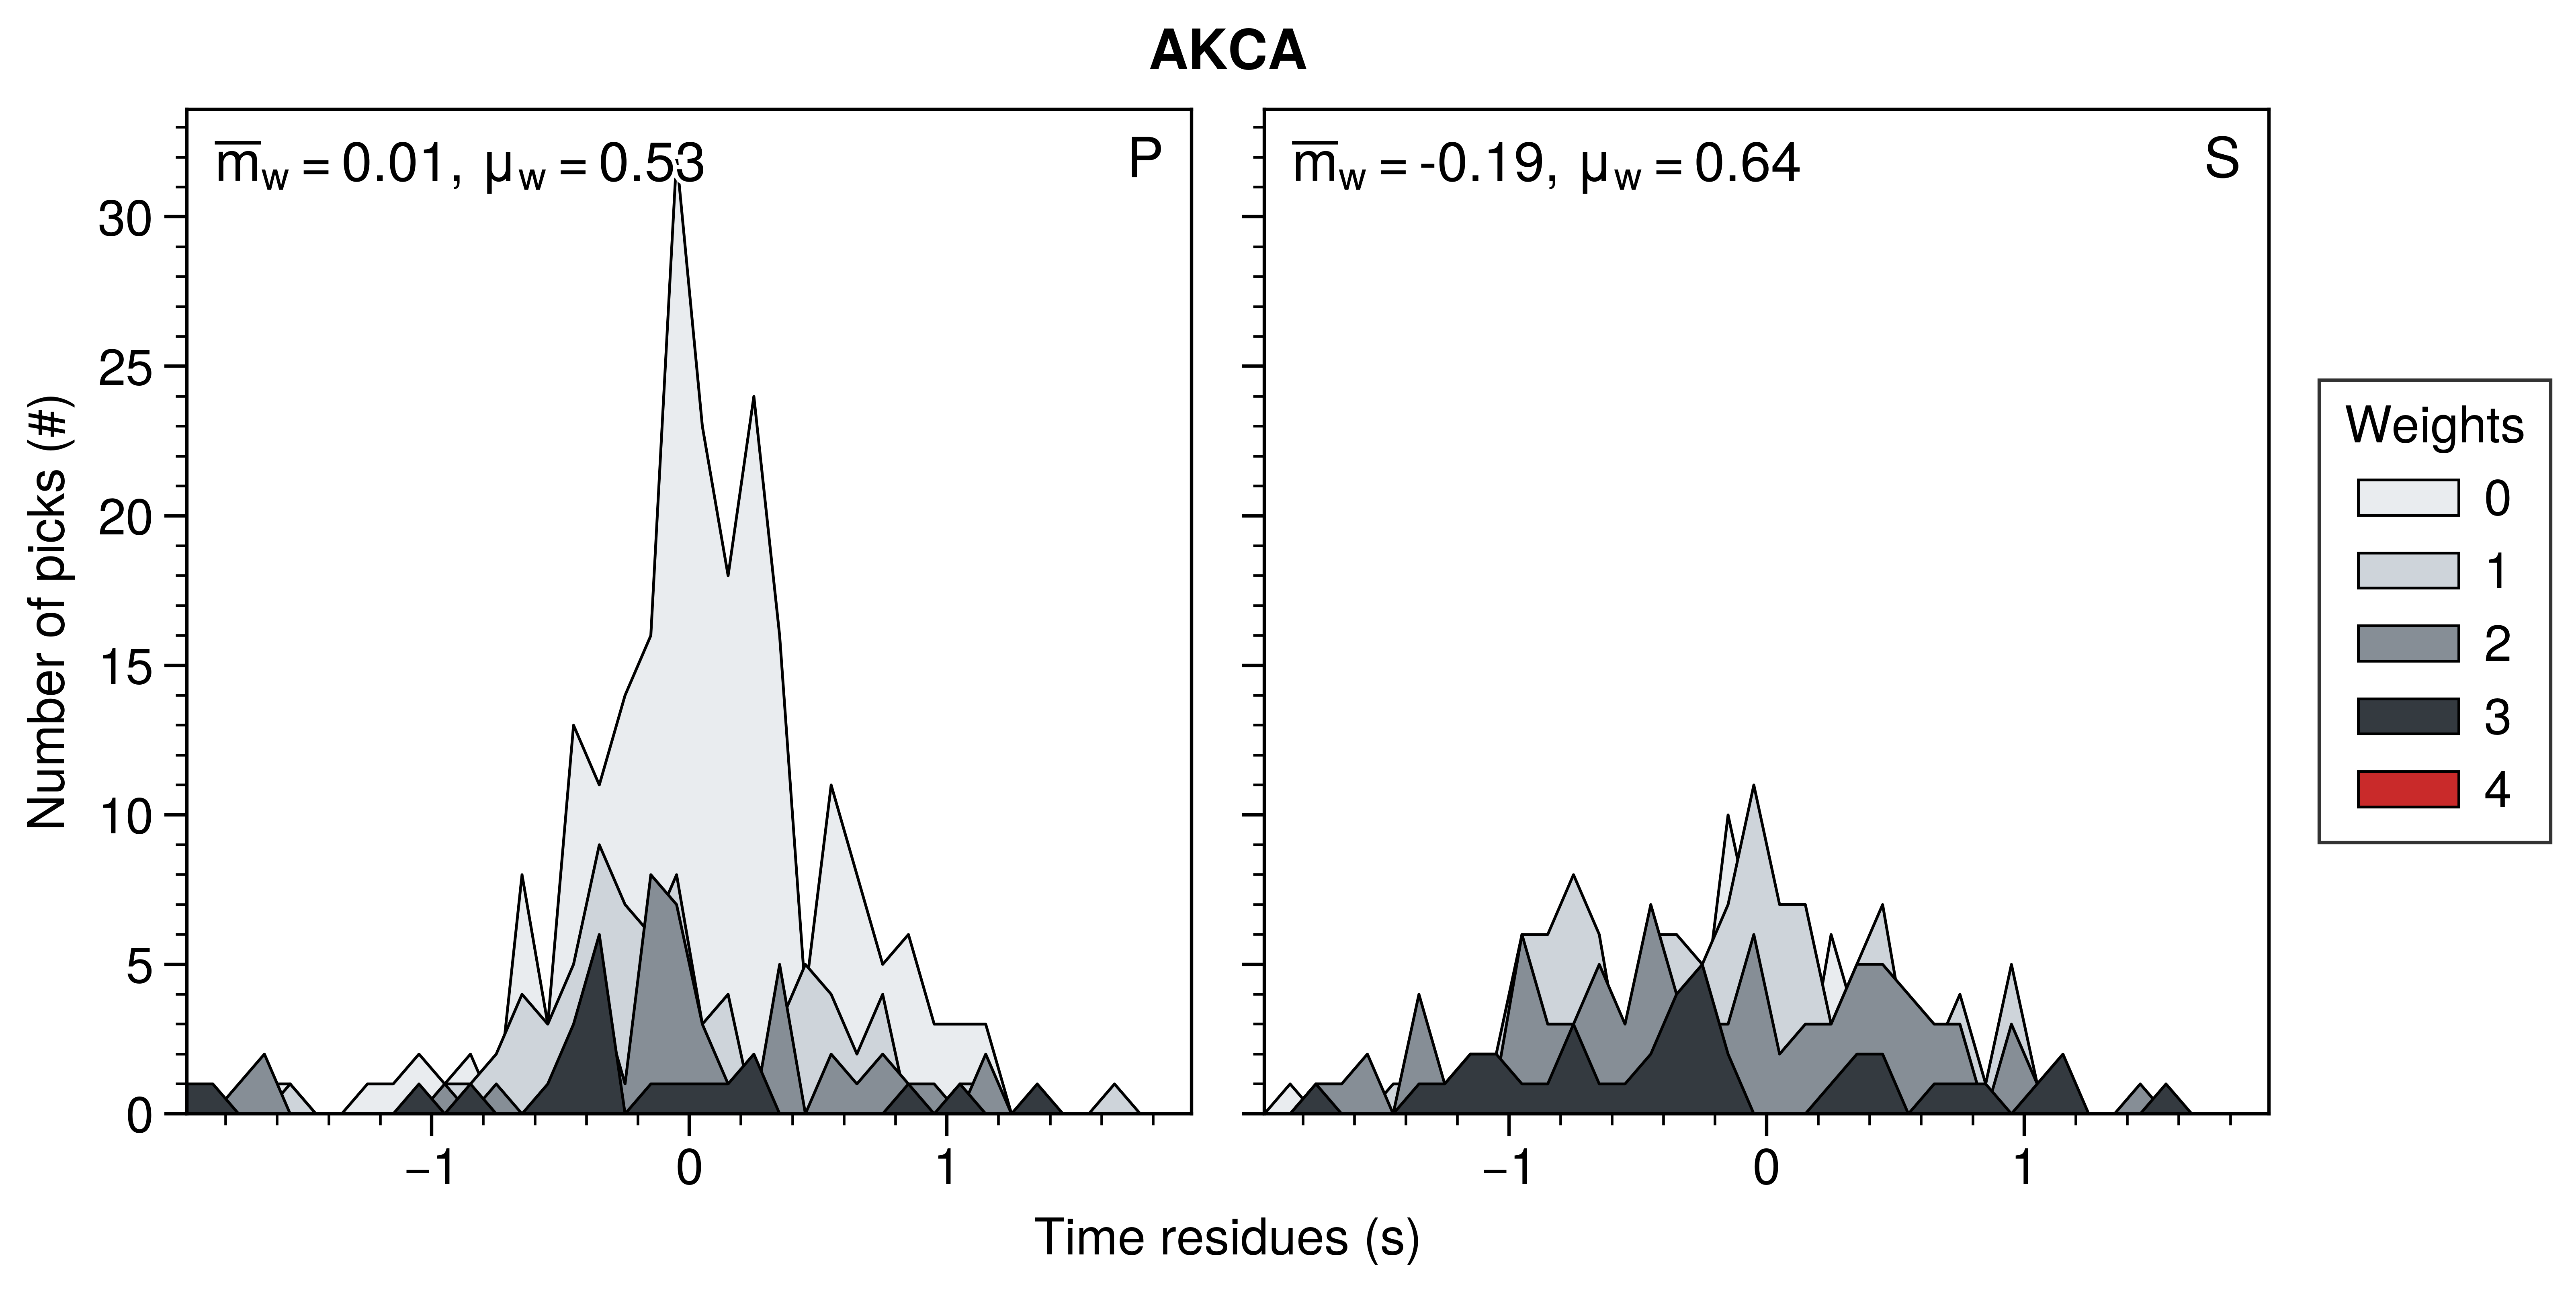 AKCA
m̅w = 0.01, μw = 0.53
P
m̅w = -0.19, μw = 0.64
S
Number of picks (#)
30
25
20
15
10
5
0
−1 0 1
−1 0 1
Time residues (s)
Weights
0
1
2
3
4